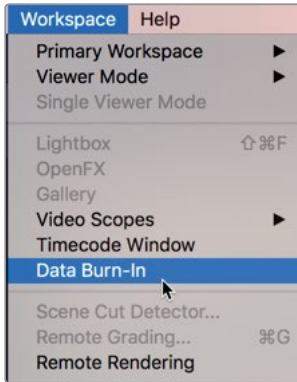 Workspace Help
Primary Workspace ▶
Viewer Mode ▶
Single Viewer Mode
Lightbox ⇧⌘F
OpenFX
Gallery
Video Scopes ▶
Timecode Window
Data Burn-In
Scene Cut Detector...
Remote Grading... ⌘G
Remote Rendering